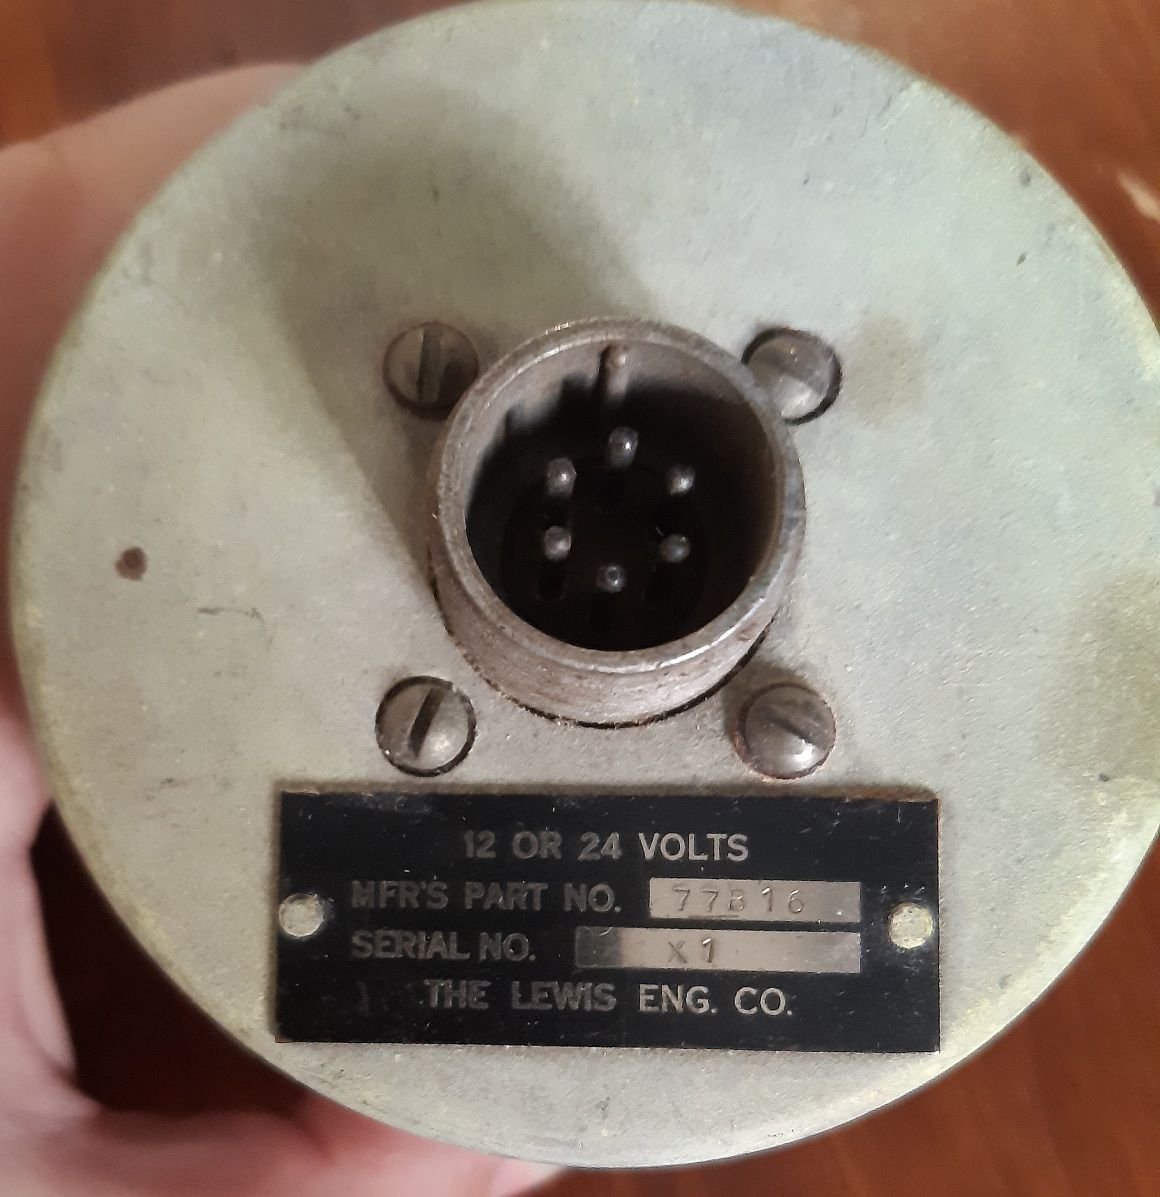 12 OR 24 VOLTS
MFR'S PART NO. 77B16
SERIAL NO. X1
THE LEWIS ENG. CO.